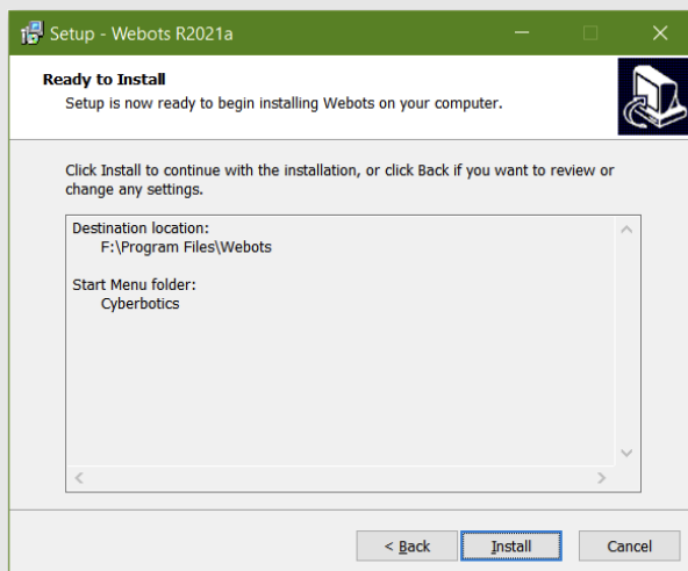 Setup - Webots R2021a
Ready to Install
Setup is now ready to begin installing Webots on your computer.
Click Install to continue with the installation, or click Back if you want to review or
change any settings.
Destination location:
F:\Program Files\Webots
Start Menu folder:
Cyberbotics
< Back Install Cancel